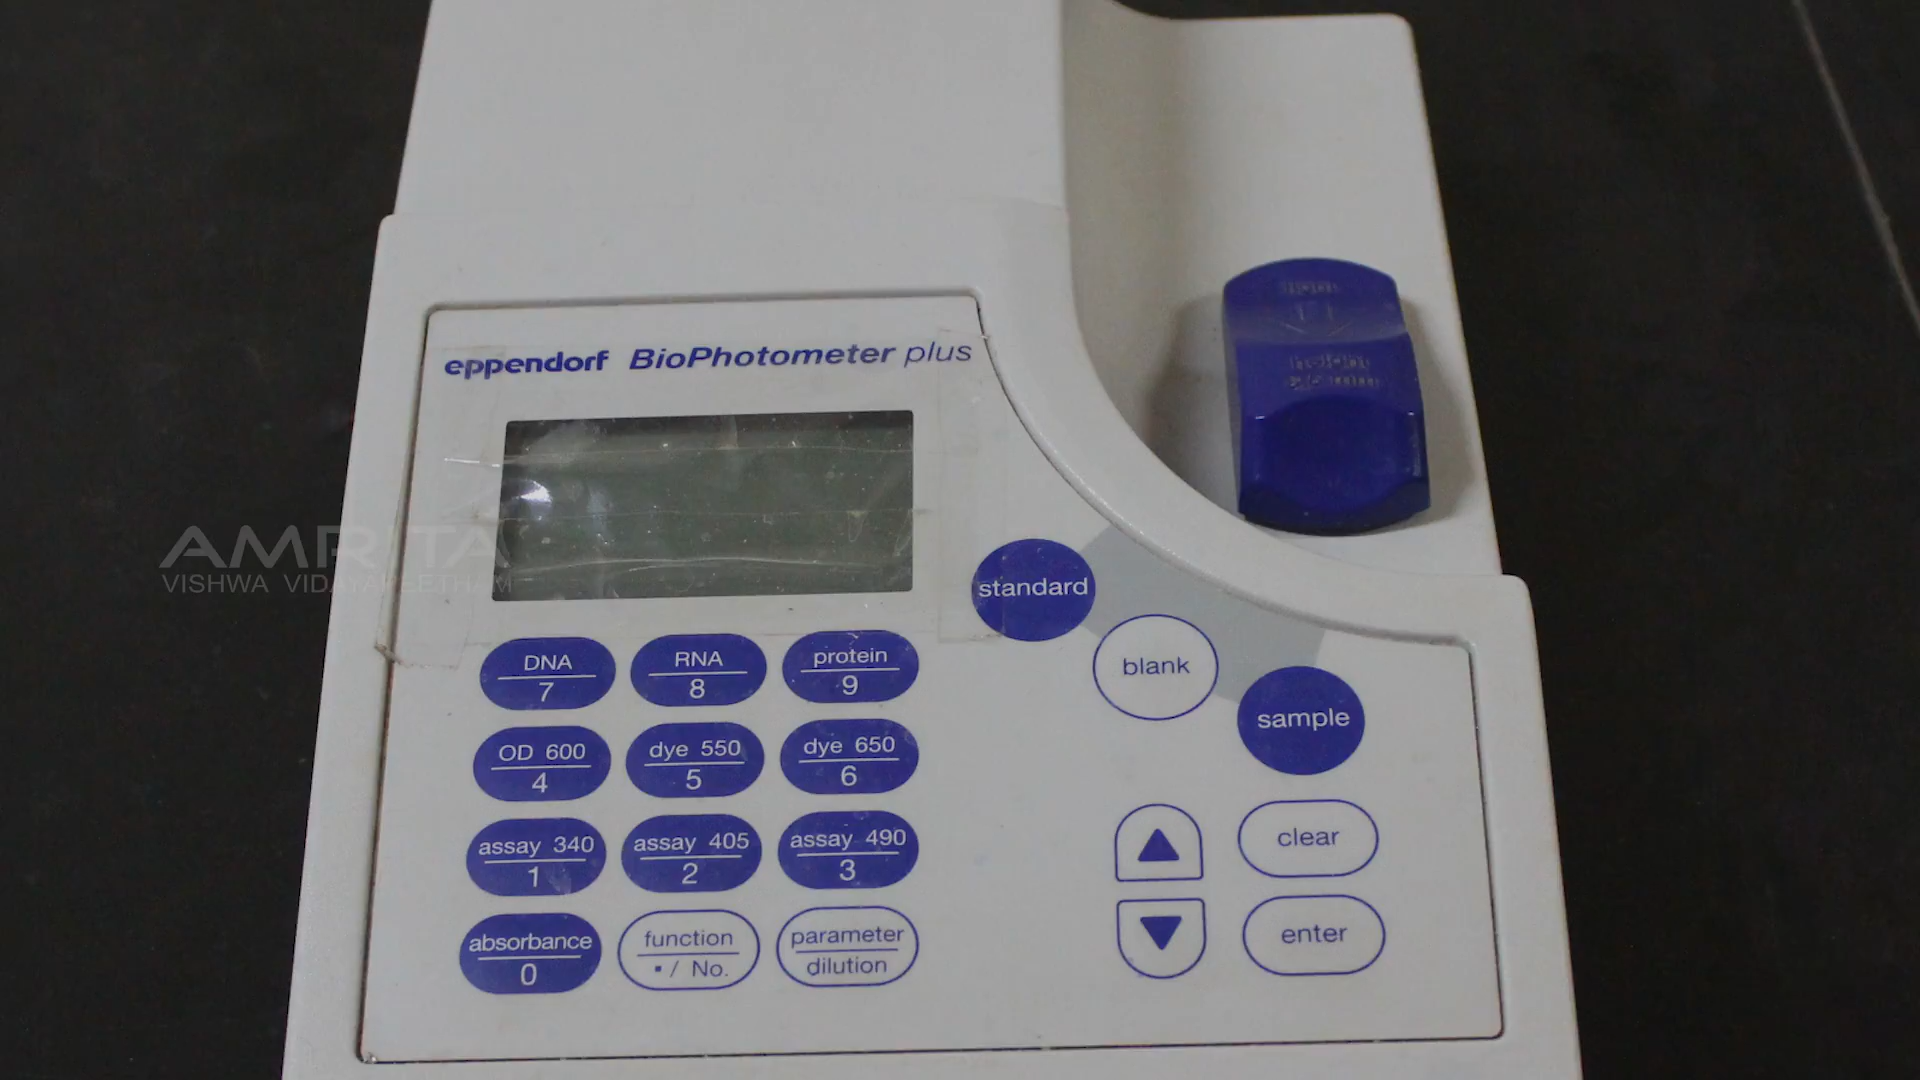 eppendorf BioPhotometer plus
AMRITA
VISHWA VIDAYAPEETHAM
standard
blank
sample
DNA
7
RNA
8
protein
9
OD 600
4
dye 550
5
dye 650
6
assay 340
1
assay 405
2
assay 490
3
absorbance
0
function
▪ / No.
parameter
dilution
clear
enter
height